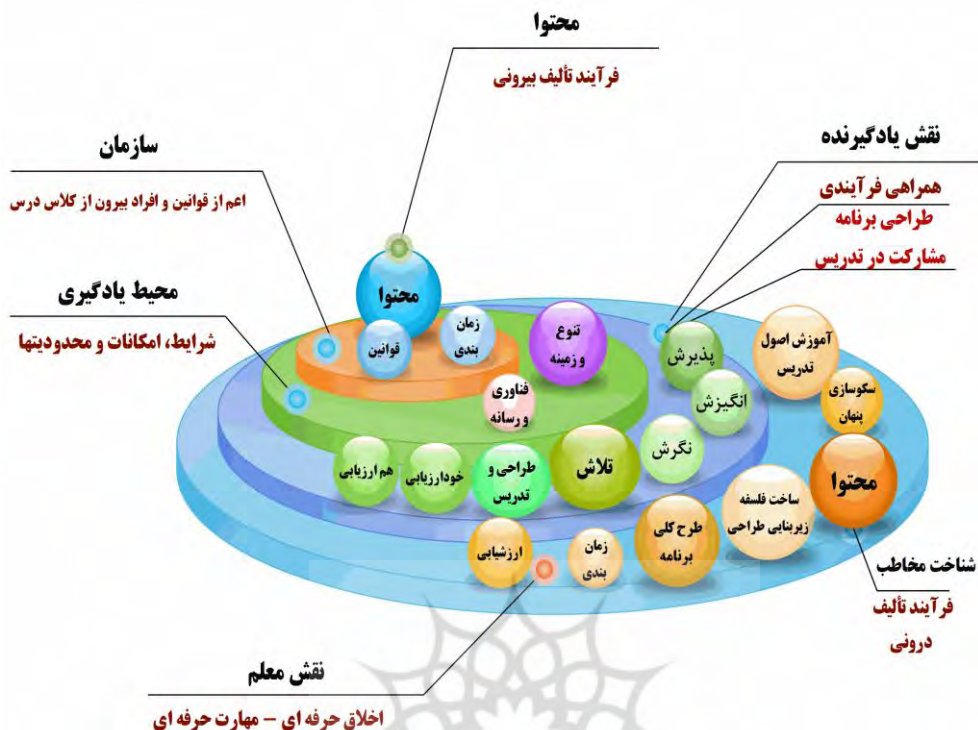 محتوا
فرآیند تألیف بیرونی
نقش یادگیرنده
همراهی فرآیندی
طراحی برنامه
مشارکت در تدریس
سازمان
اعم از قوانین و افراد بیرون از کلاس درس
محیط یادگیری
شرایط، امکانات و محدودیتها
محتوا
قوانین
زمان
بندی
تنوع
و زمینه
فناوری
و رسانه
پذیرش
انگیزش
نگرش
تلاش
طراحی و
تدریس
خودارزیابی
هم ارزیابی
آموزش اصول
تدریس
سکوسازی
پنهان
محتوا
ساخت فلسفه
زیربنایی طراحی
طرح کلی
برنامه
زمان
بندی
ارزشیابی
شناخت مخاطب
فرآیند تألیف
درونی
نقش معلم
اخلاق حرفه ای – مهارت حرفه ای